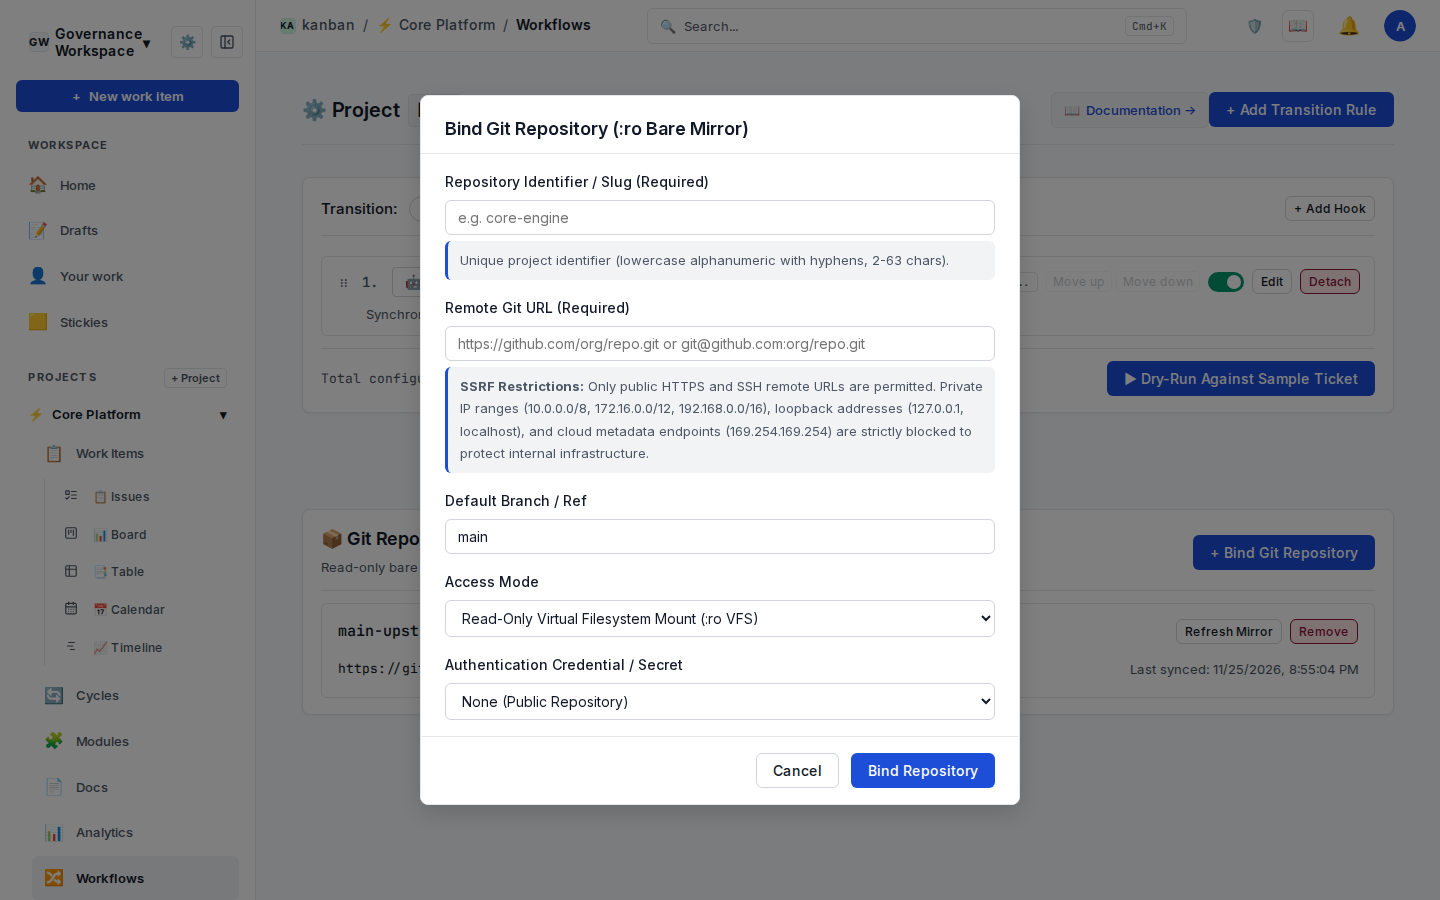 GW Governance Workspace ▾
+ New work item
WORKSPACE
Home
Drafts
Your work
Stickies
PROJECTS
+ Project
Core Platform ▾
Work Items
Issues
Board
Table
Calendar
Timeline
Cycles
Modules
Docs
Analytics
Workflows
KA kanban / Core Platform / Workflows
Search...
Cmd+K
A
Project
Documentation →
+ Add Transition Rule
Transition:
+ Add Hook
1.
Move up
Move down
Edit
Detach
Total
▶ Dry-Run Against Sample Ticket
Git
+ Bind Git Repository
Read-only bare
Refresh Mirror
Remove
Last synced: 11/25/2026, 8:55:04 PM
Bind Git Repository (:ro Bare Mirror)
Repository Identifier / Slug (Required)
e.g. core-engine
Unique project identifier (lowercase alphanumeric with hyphens, 2-63 chars).
Remote Git URL (Required)
https://github.com/org/repo.git or git@github.com:org/repo.git
SSRF Restrictions: Only public HTTPS and SSH remote URLs are permitted. Private
IP ranges (10.0.0.0/8, 172.16.0.0/12, 192.168.0.0/16), loopback addresses (127.0.0.1,
localhost), and cloud metadata endpoints (169.254.169.254) are strictly blocked to
protect internal infrastructure.
Default Branch / Ref
main
Access Mode
Read-Only Virtual Filesystem Mount (:ro VFS)
Authentication Credential / Secret
None (Public Repository)
Cancel
Bind Repository